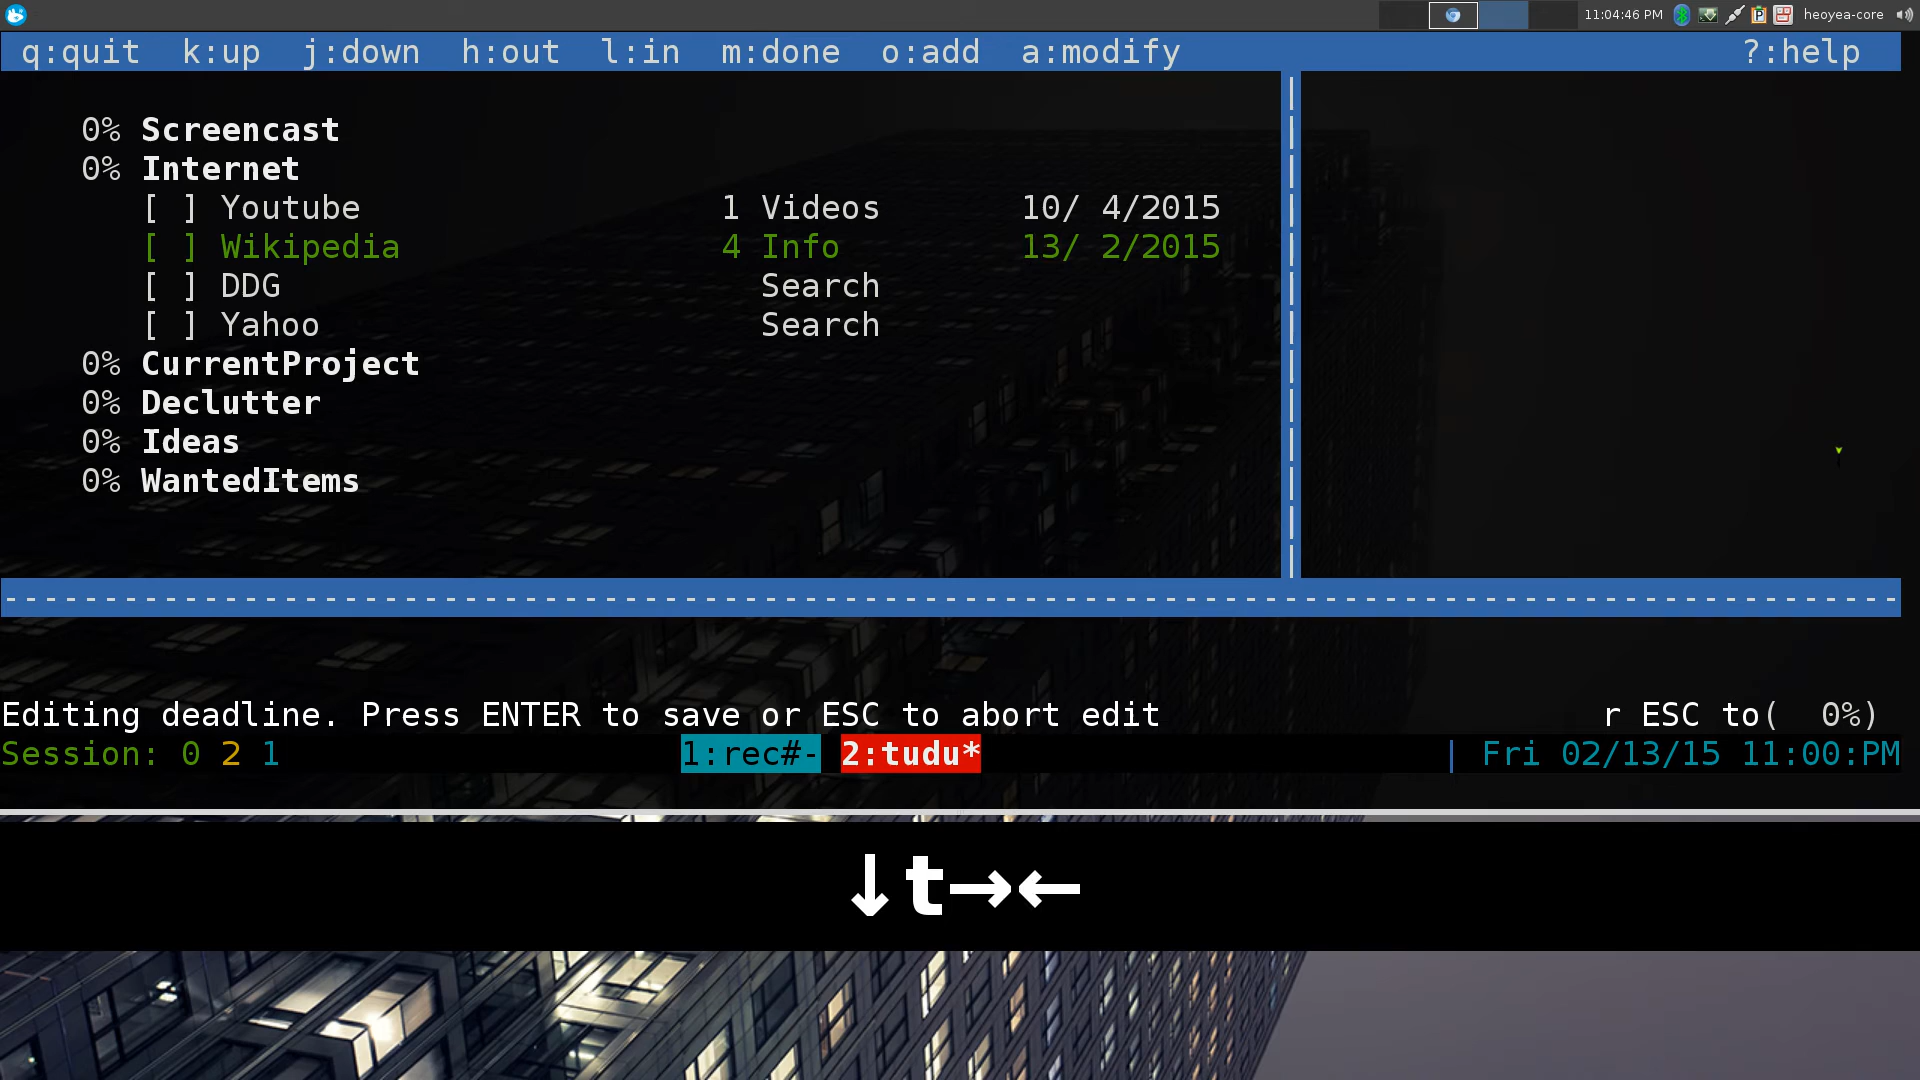 11:04:46 PM heoyea-core
q:quit k:up j:down h:out l:in m:done o:add a:modify ?:help
0% Screencast
0% Internet
[ ] Youtube 1 Videos 10/ 4/2015
[ ] Wikipedia 4 Info 13/ 2/2015
[ ] DDG Search
[ ] Yahoo Search
0% CurrentProject
0% Declutter
0% Ideas
0% WantedItems
Editing deadline. Press ENTER to save or ESC to abort edit r ESC to( 0%)
Session: 0 2 1 1:rec#- 2:tudu* | Fri 02/13/15 11:00:PM
↓t→←